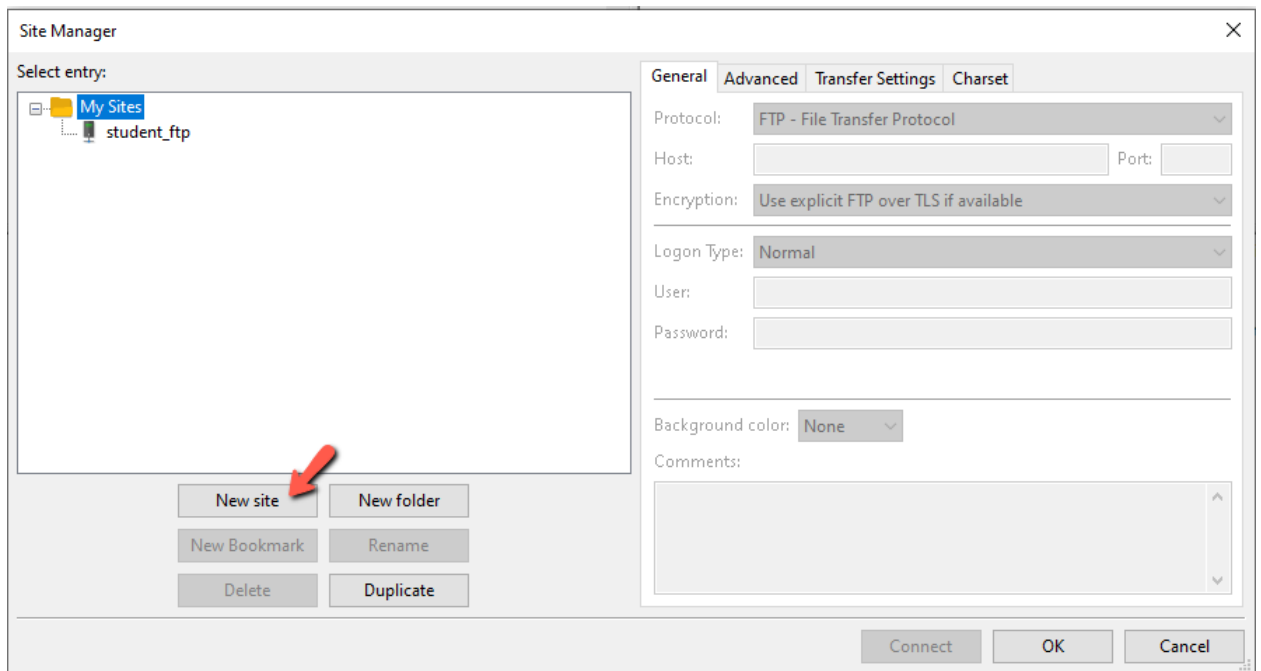 Site Manager
Select entry:
My Sites
student_ftp
New site
New folder
New Bookmark
Rename
Delete
Duplicate
General Advanced Transfer Settings Charset
Protocol: FTP - File Transfer Protocol
Host: Port:
Encryption: Use explicit FTP over TLS if available
Logon Type: Normal
User:
Password:
Background color: None
Comments:
Connect OK Cancel